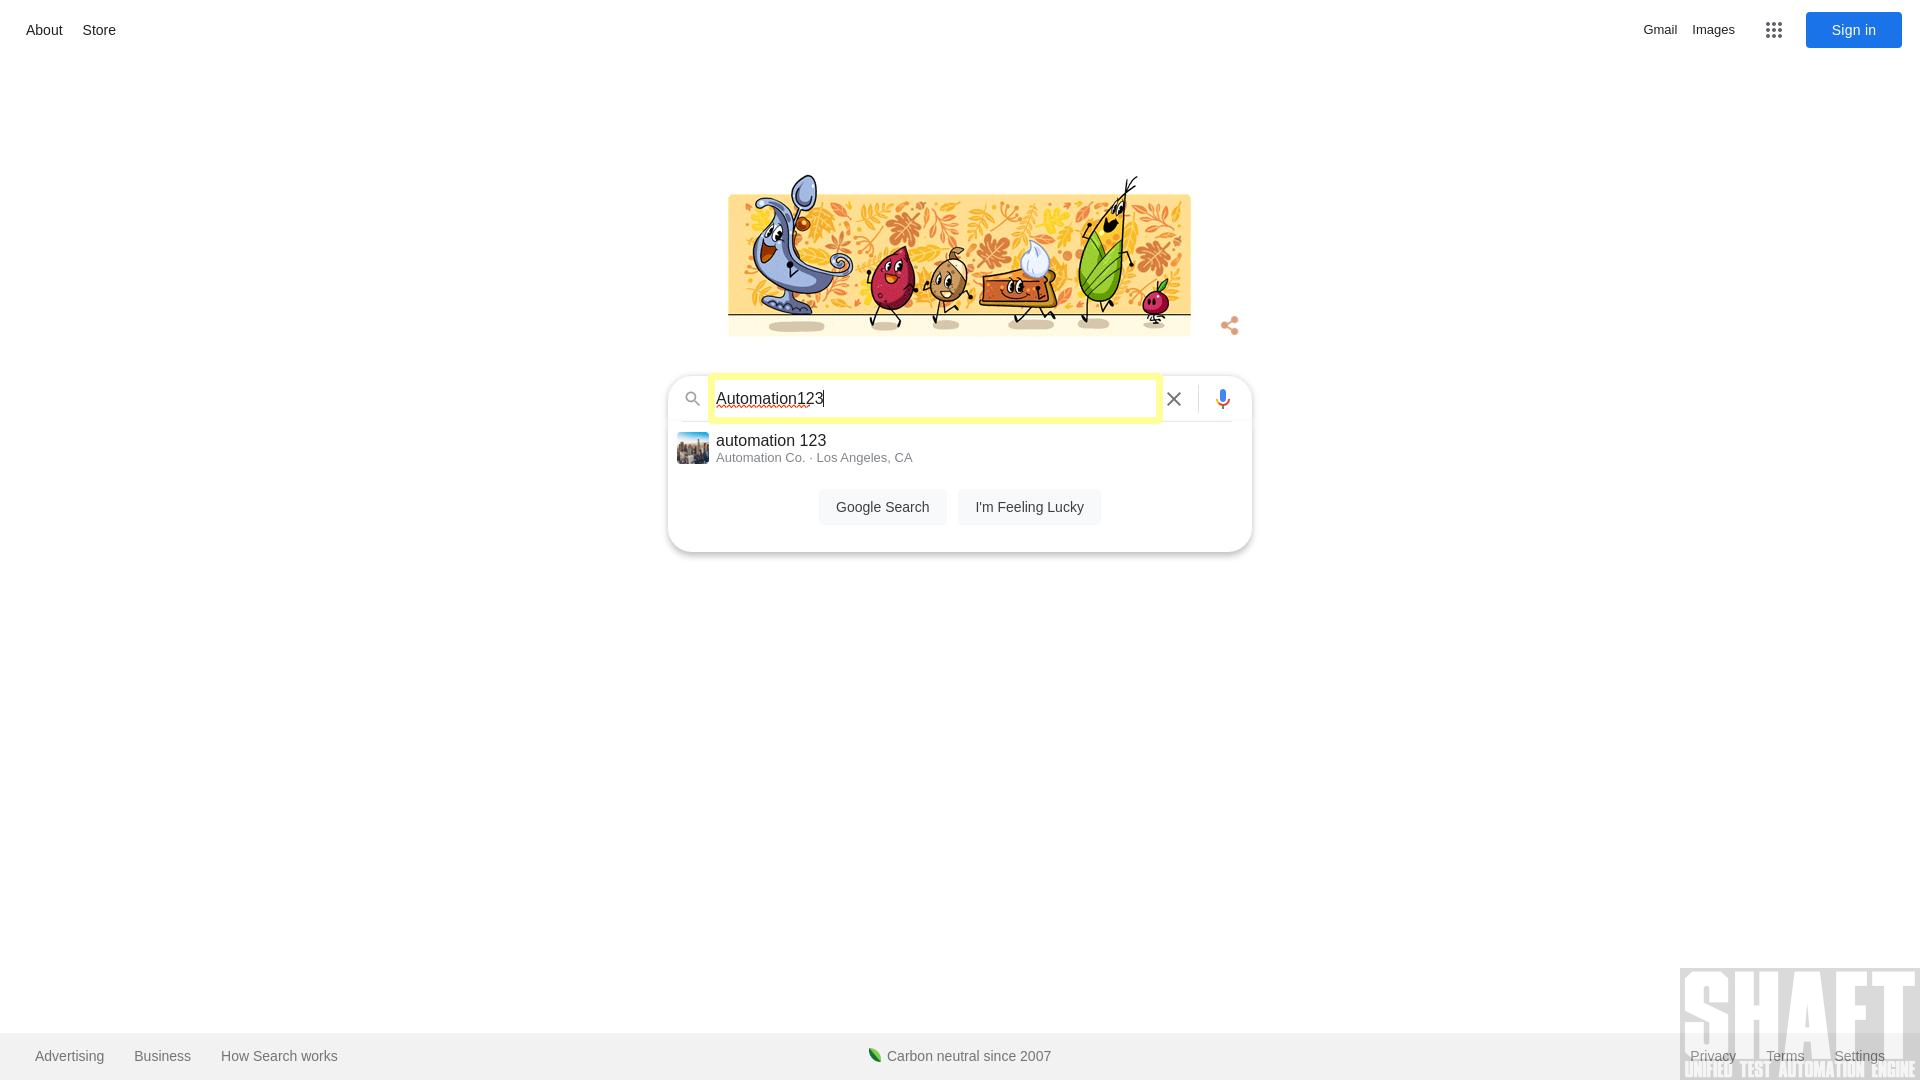 About Store
Gmail Images Sign in
Automation123
automation 123
Automation Co. · Los Angeles, CA
Google Search I'm Feeling Lucky
SHAFT
Advertising Business How Search works Carbon neutral since 2007 Privacy Terms Settings
UNIFIED TEST AUTOMATION ENGINE